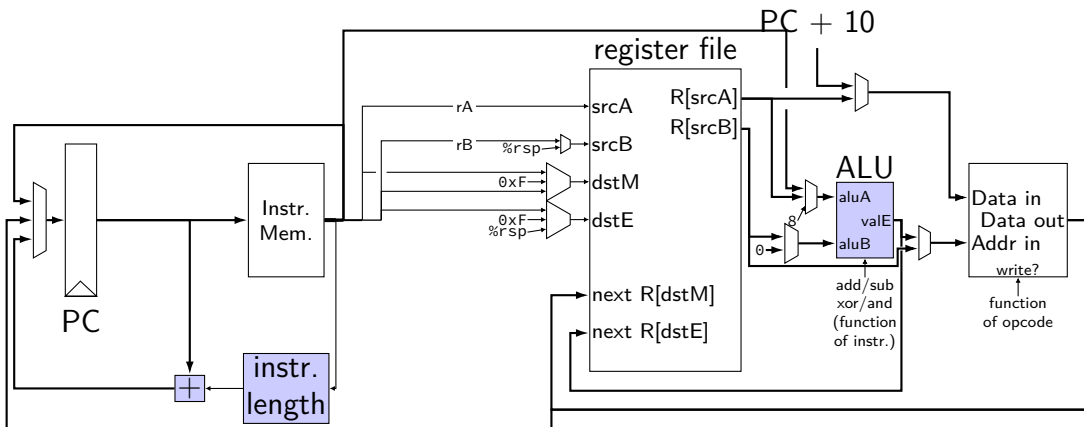 PC + 10
register file
rA
srcA
R[srcA]
rB
%rsp
srcB
R[srcB]
0xF
dstM
0xF
%rsp
dstE
Instr.
Mem.
PC
+
instr.
length
next R[dstM]
next R[dstE]
ALU
aluA
valE
aluB
8
0
add/sub
xor/and
(function
of instr.)
Data in
Data out
Addr in
write?
function
of opcode